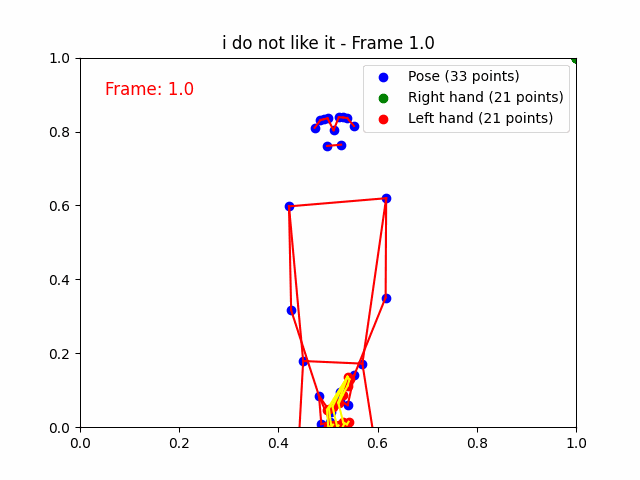 i do not like it - Frame 1.0
Frame: 1.0
Pose (33 points)
Right hand (21 points)
Left hand (21 points)
1.0
0.8
0.6
0.4
0.2
0.0
0.0 0.2 0.4 0.6 0.8 1.0